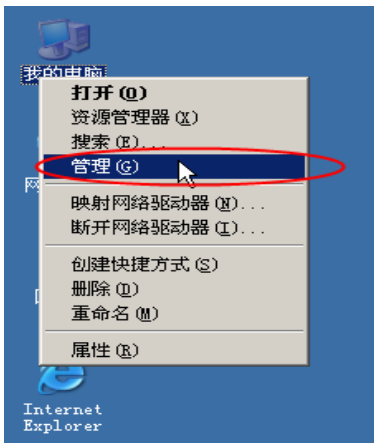 我的电脑
打开(O)
资源管理器(X)
搜索(E)...
管理(G)
网
映射网络驱动器(N)...
断开网络驱动器(I)...
创建快捷方式(S)
删除(D)
重命名(M)
属性(R)
Internet
Explorer